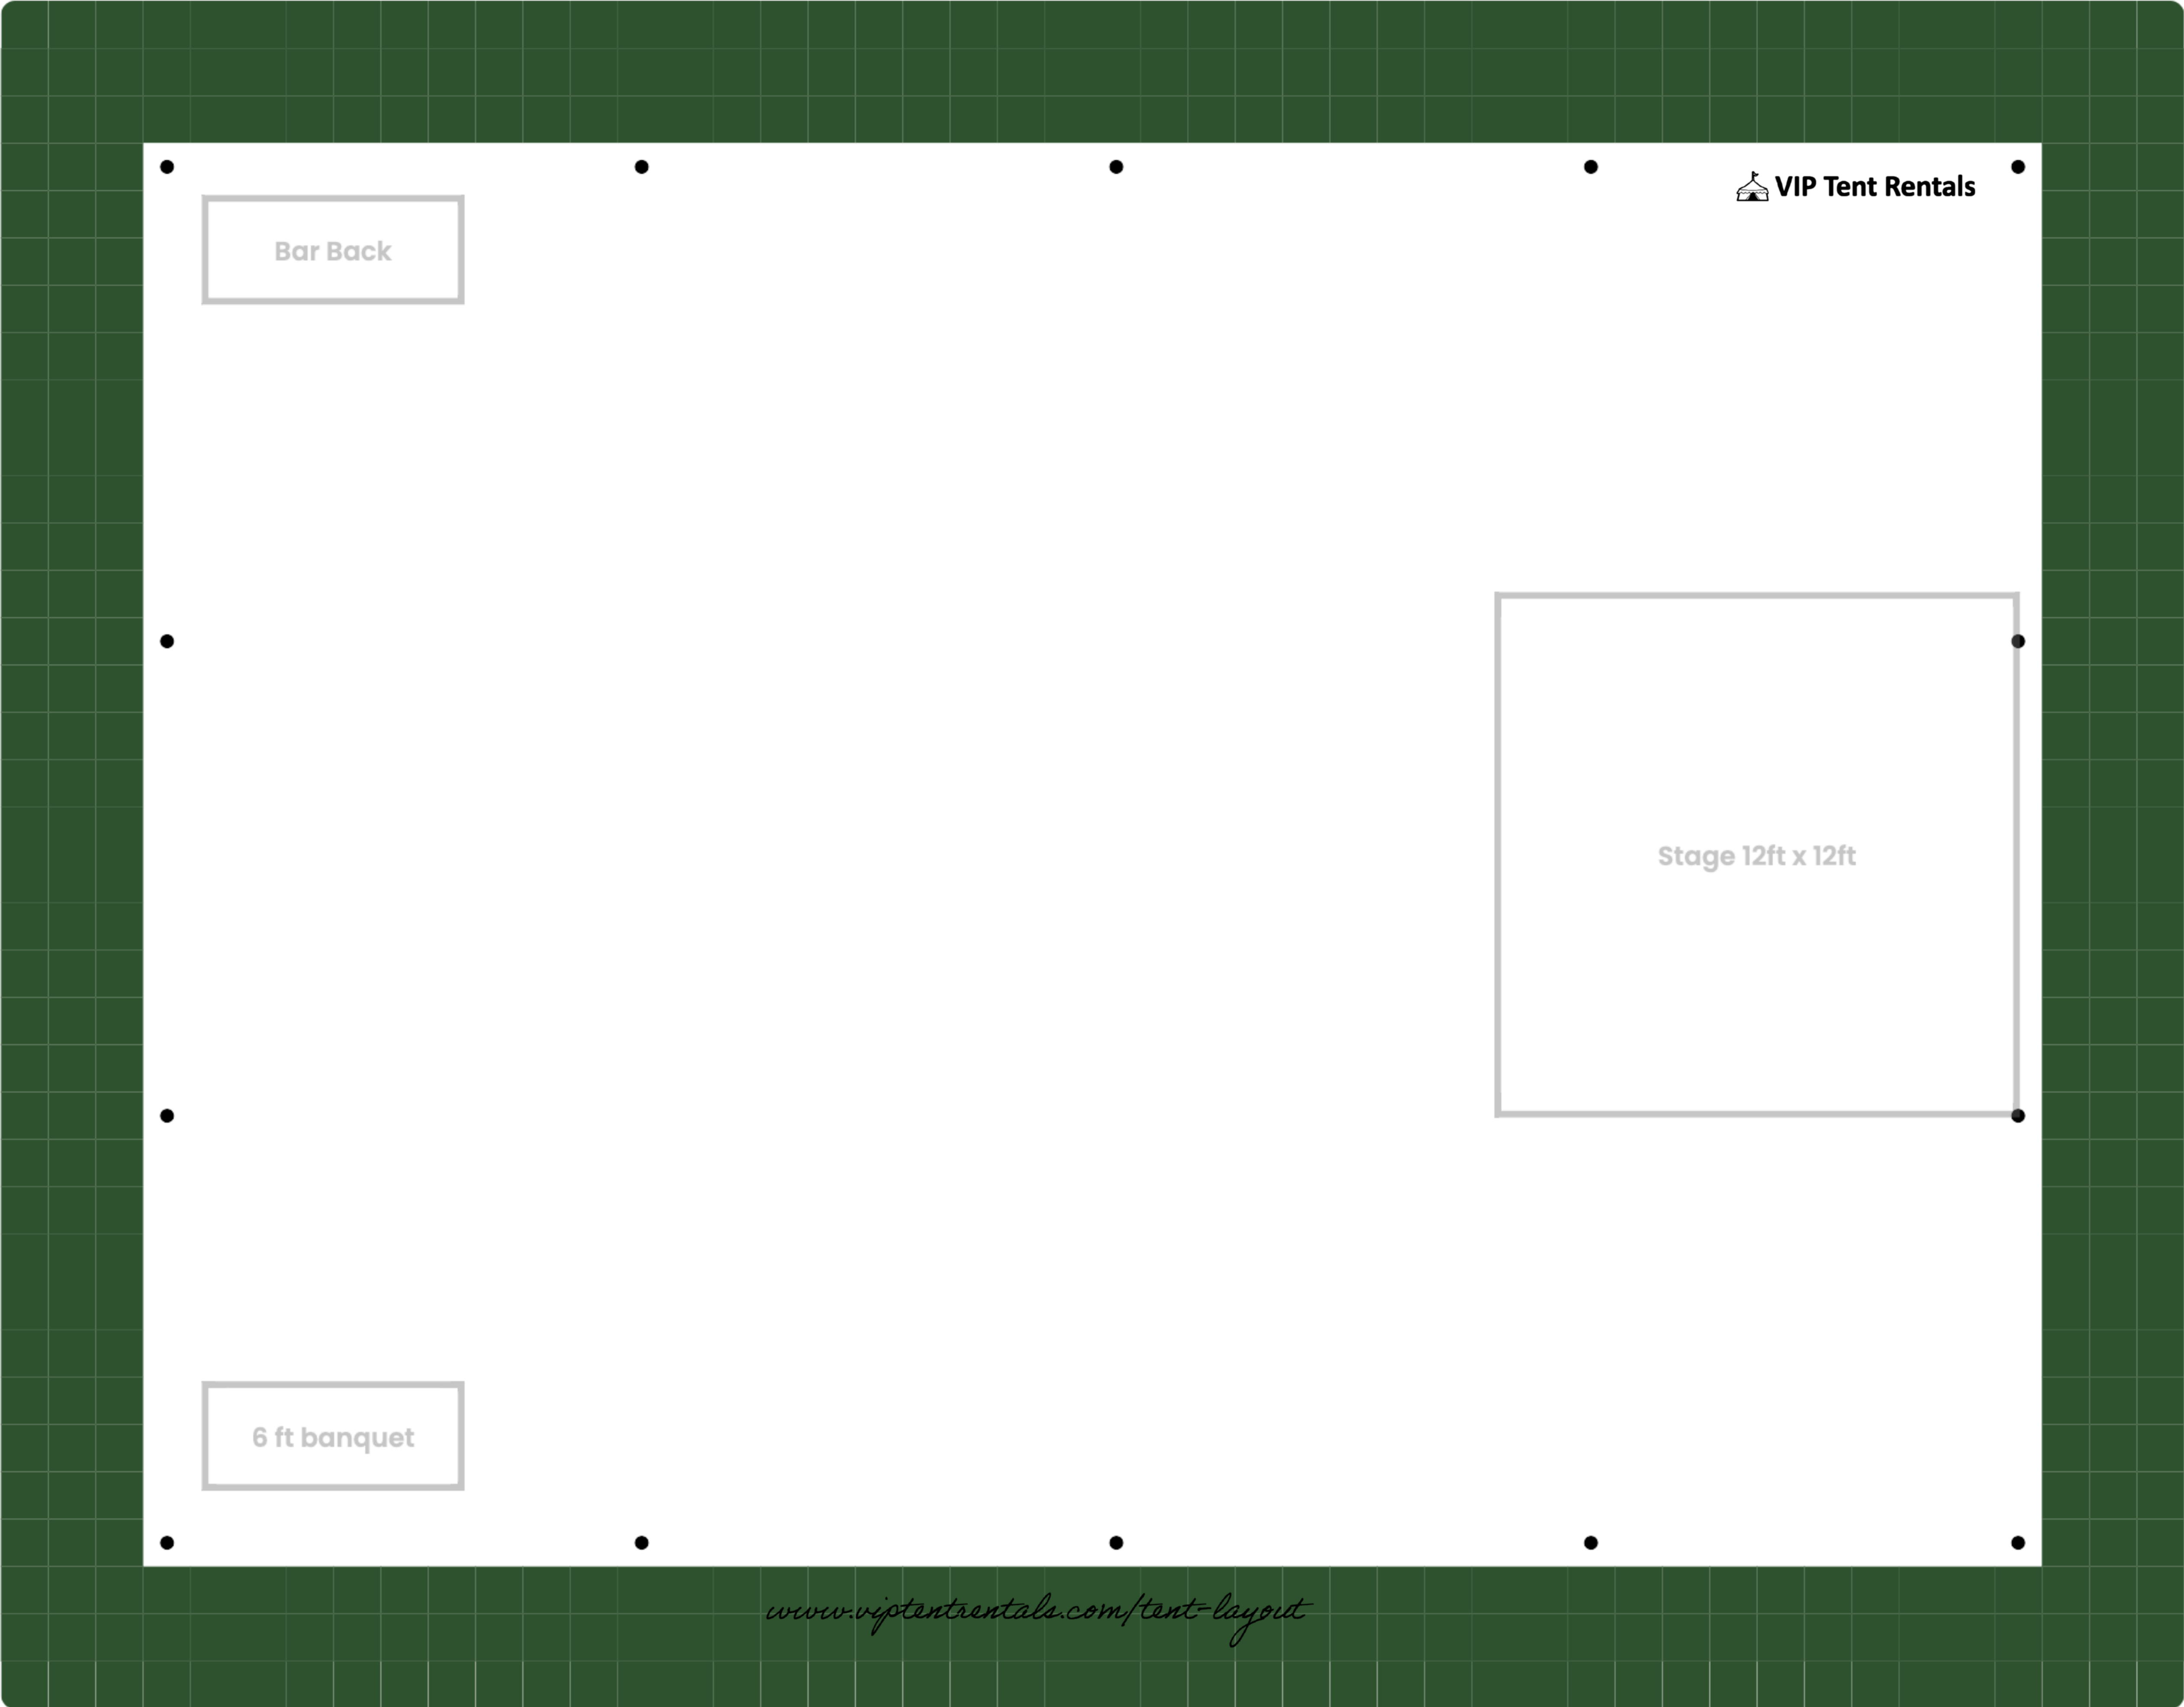 VIP Tent Rentals
Bar Back
Stage 12ft x 12ft
6 ft banquet
www.viptentrentals.com/tent-layout